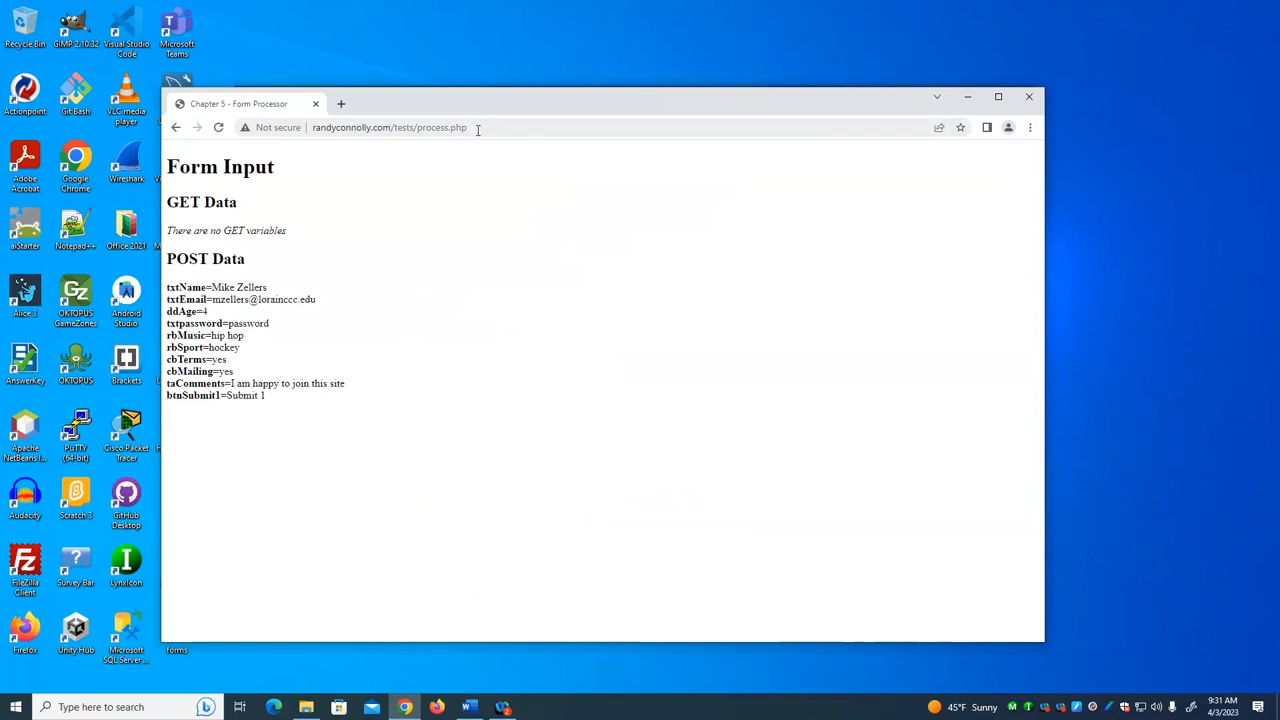 Recycle Bin
GIMP 2.10.32
Visual Studio
Code
Microsoft
Teams
Actionpoint
Git Bash
VLC media
player
Adobe
Acrobat
Google
Chrome
Wireshark
aiStarter
Notepad++
Office 2021
Alice 3
OKTOPUS
GameZones
Android
Studio
AnswerKey
OKTOPUS
Brackets
Apache
NetBeans I...
PuTTY
(64-bit)
Cisco Packet
Tracer
Audacity
Scratch 3
GitHub
Desktop
FileZilla
Client
Survey Bar
LynxIcon
Firefox
Unity Hub
Microsoft
SQL Server ...
forms
Chapter 5 - Form Processor
Not secure
randyconnolly.com/tests/process.php
Form Input
GET Data
There are no GET variables
POST Data
txtName=Mike Zellers
txtEmail=mzellers@lorainccc.edu
ddAge=4
txtpassword=password
rbMusic=hip hop
rbSport=hockey
cbTerms=yes
cbMailing=yes
taComments=I am happy to join this site
btnSubmit1=Submit 1
Type here to search
45°F Sunny
9:31 AM
4/3/2023